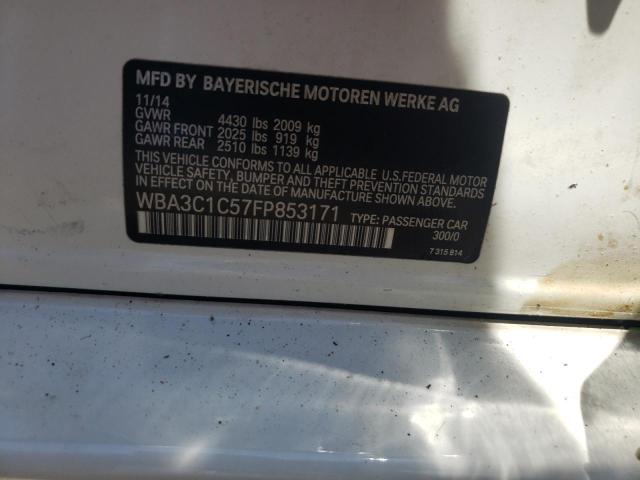 MFD BY BAYERISCHE MOTOREN WERKE AG
11/14
GVWR 4430 lbs 2009 kg
GAWR FRONT 2025 lbs 919 kg
GAWR REAR 2510 lbs 1139 kg
THIS VEHICLE CONFORMS TO ALL APPLICABLE U.S.FEDERAL MOTOR
VEHICLE SAFETY, BUMPER AND THEFT PREVENTION STANDARDS
IN EFFECT ON THE DATE OF MANUFACTURE SHOWN ABOVE.
WBA3C1C57FP853171 TYPE: PASSENGER CAR
300/0
7 315 814